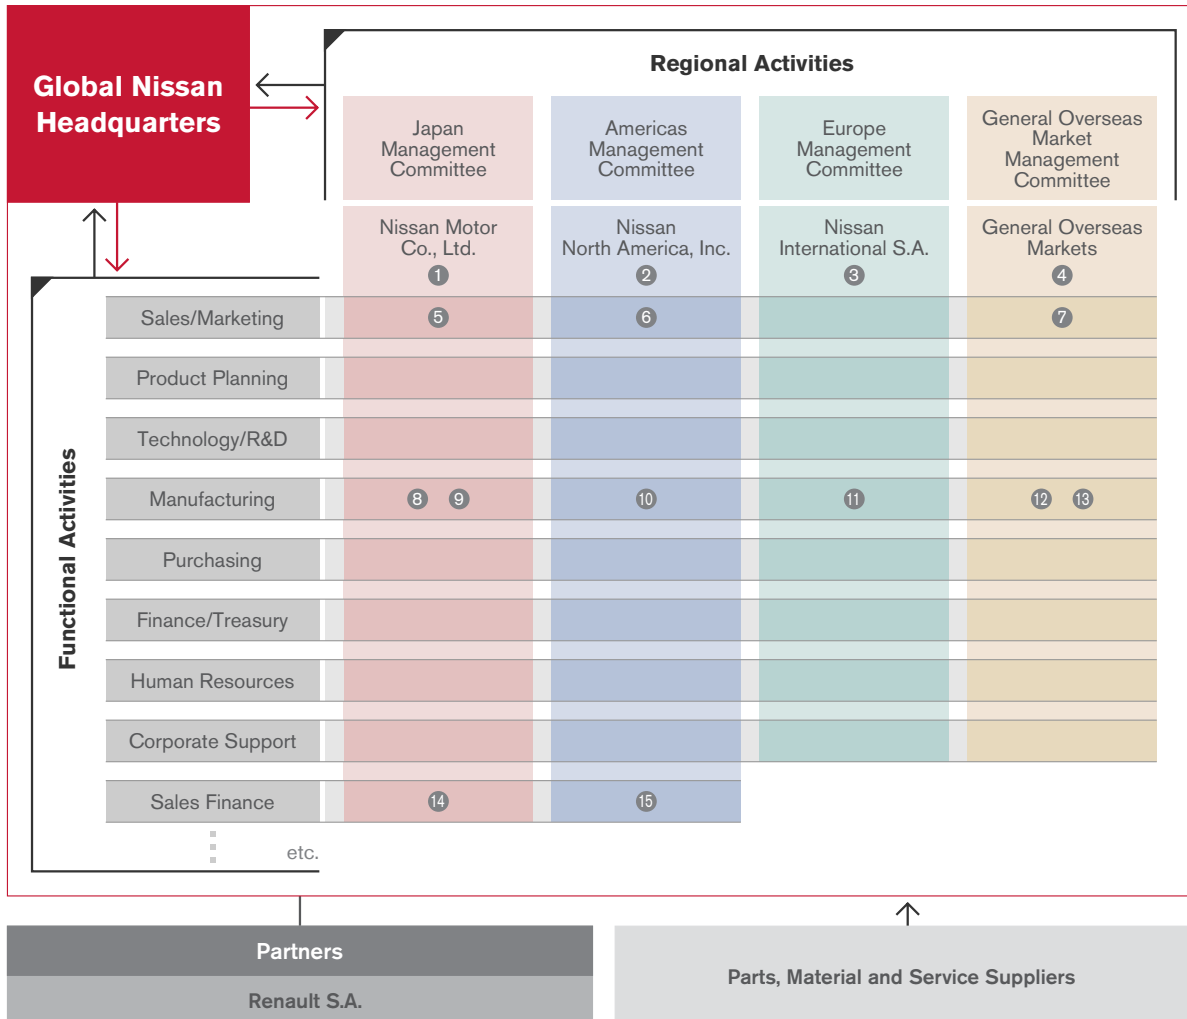 Global Nissan
Headquarters
Regional Activities
Japan
Management
Committee
Americas
Management
Committee
Europe
Management
Committee
General Overseas
Market
Management
Committee
Nissan Motor
Co., Ltd.
1
Nissan
North America, Inc.
2
Nissan
International S.A.
3
General Overseas
Markets
4
Functional Activities
Sales/Marketing
5
6
7
Product Planning
Technology/R&D
Manufacturing
8 9
10
11
12 13
Purchasing
Finance/Treasury
Human Resources
Corporate Support
Sales Finance
14
15
etc.
Partners
Renault S.A.
Parts, Material and Service Suppliers